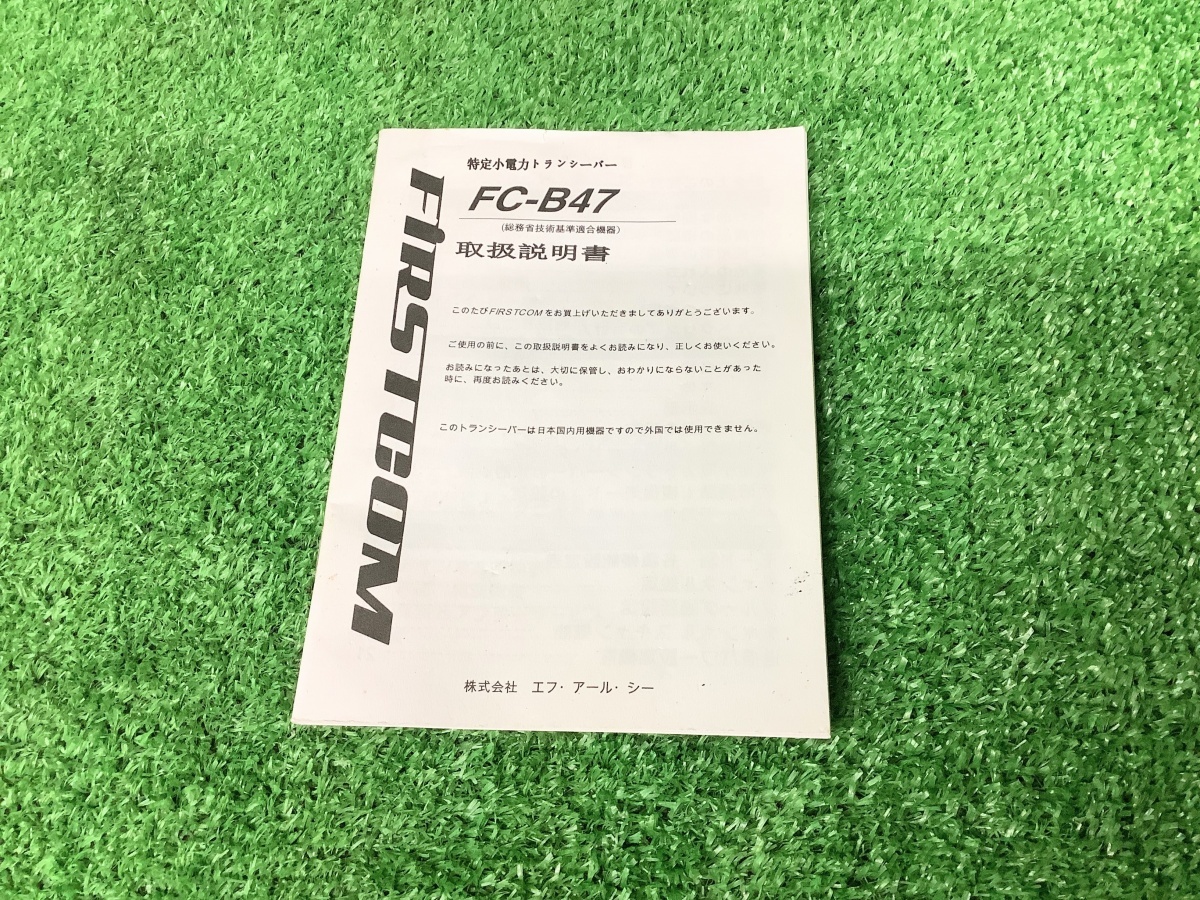 特定小電力トランシーバー
FC-B47
(総務省技術基準適合機器)
取扱説明書
FIRSTCOM
このたびFIRSTCOMをお買上げいただきましてありがとうございます。
ご使用の前に、この取扱説明書をよくお読みになり、正しくお使いください。
お読みになったあとは、大切に保管し、おわかりにならないことがあった
時に、再度お読みください。
このトランシーバーは日本国内用機器ですので外国では使用できません。
株式会社 エフ・アール・シー